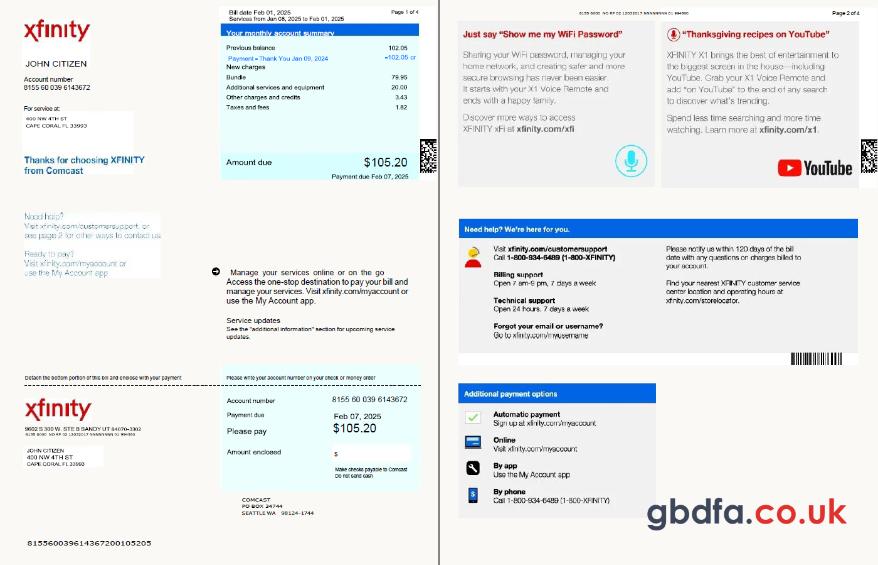 xfinity
JOHN CITIZEN
Account number
8155 60 039 6143672
For service at:
400 NW 4TH ST
CAPE CORAL FL 33993
Thanks for choosing XFINITY
from Comcast
Need help?
Visit xfinity.com/customersupport, or
see page 2 for other ways to contact us
Ready to pay?
Visit xfinity.com/myaccount or
use the My Account app
Bill date Feb 01, 2025
Services from Jan 08, 2025 to Feb 01, 2025
Page 1 of 4
Your monthly account summary
Previous balance 102.05
Payment - Thank You Jan 09, 2024 -102.05 cr
New charges
Bundle 79.95
Additional services and equipment 20.00
Other charges and credits 3.43
Taxes and fees 1.82
Amount due $105.20
Payment due Feb 07, 2025
Manage your services online or on the go
Access the one-stop destination to pay your bill and
manage your services. Visit xfinity.com/myaccount or
use the My Account app.
Service updates
See the "additional information" section for upcoming service
updates.
Detach the bottom portion of this bill and enclose with your payment
Please write your account number on your check or money order
xfinity
9602 S 300 W. STE B SANDY UT 84070-3302
8155 6000 NO RP 02 12032017 NNNNNNNN 01 994393
JOHN CITIZEN
400 NW 4TH ST
CAPE CORAL FL 33993
Account number 8155 60 039 6143672
Payment due Feb 07, 2025
Please pay $105.20
Amount enclosed $
Make checks payable to Comcast
Do not send cash
COMCAST
PO BOX 34744
SEATTLE WA 98124-1744
815560039614367200105205
Page 2 of 4
Just say “Show me my WiFi Password”
Sharing your WiFi password, managing your
home network, and creating safer and more
secure browsing has never been easier.
It starts with your X1 Voice Remote and
ends with a happy family.
Discover more ways to access
XFINITY xFi at xfinity.com/xfi
“Thanksgiving recipes on YouTube”
XFINITY X1 brings the best of entertainment to
the biggest screen in the house—including
YouTube. Grab your X1 Voice Remote and
add “on YouTube” to the end of any search
to discover what’s trending.
Spend less time searching and more time
watching. Learn more at xfinity.com/x1.
YouTube
Need help? We're here for you.
Visit xfinity.com/customersupport
Call 1-800-934-6489 (1-800-XFINITY)
Billing support
Open 7 am-9 pm, 7 days a week
Technical support
Open 24 hours, 7 days a week
Forgot your email or username?
Go to xfinity.com/myusername
Please notify us within 120 days of the bill
date with any questions on charges billed to
your account.
Find your nearest XFINITY customer service
center location and operating hours at
xfinity.com/storelocator.
Additional payment options
Automatic payment
Sign up at xfinity.com/myaccount
Online
Visit xfinity.com/myaccount
By app
Use the My Account app
By phone
Call 1-800-934-6489 (1-800-XFINITY)
gbdfa.co.uk